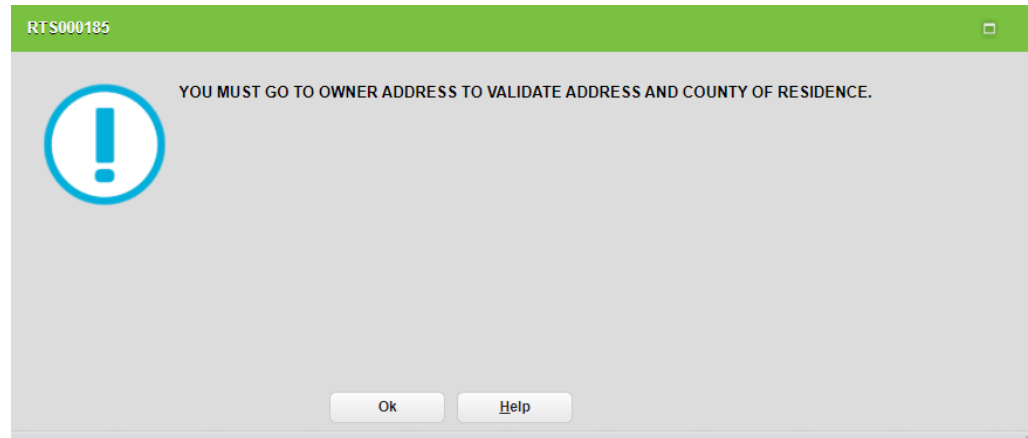 RTS000185
YOU MUST GO TO OWNER ADDRESS TO VALIDATE ADDRESS AND COUNTY OF RESIDENCE.
Ok
Help